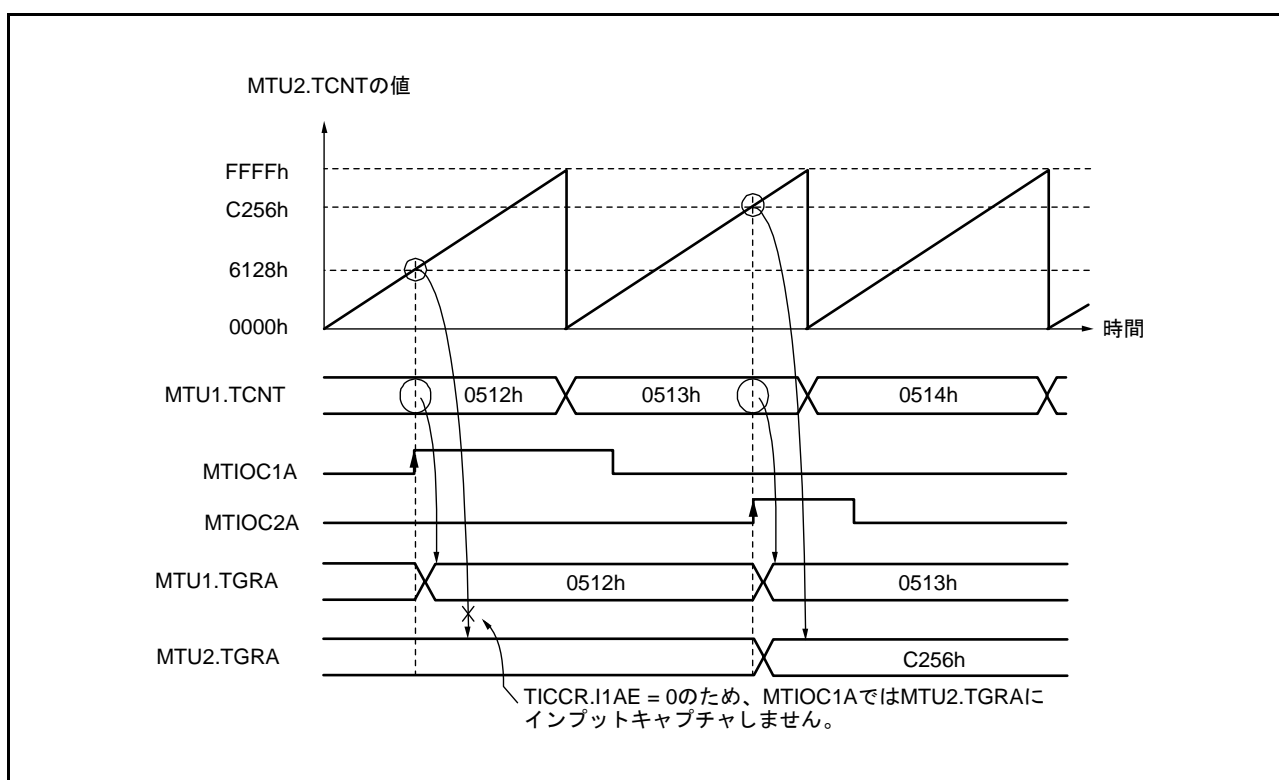 MTU2.TCNTの値
FFFFh
C256h
6128h
0000h
時間
MTU1.TCNT
0512h
0513h
0514h
MTIOC1A
MTIOC2A
MTU1.TGRA
0512h
0513h
MTU2.TGRA
C256h
TICCR.I1AE = 0のため、MTIOC1AではMTU2.TGRAに
インプットキャプチャしません。